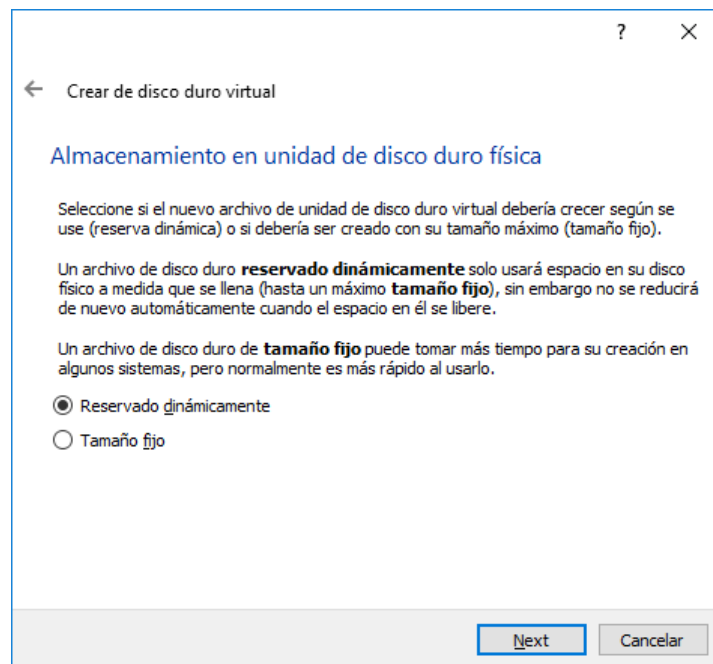 ?
Crear de disco duro virtual
Almacenamiento en unidad de disco duro física
Seleccione si el nuevo archivo de unidad de disco duro virtual debería crecer según se
use (reserva dinámica) o si debería ser creado con su tamaño máximo (tamaño fijo).
Un archivo de disco duro reservado dinámicamente solo usará espacio en su disco
físico a medida que se llena (hasta un máximo tamaño fijo), sin embargo no se reducirá
de nuevo automáticamente cuando el espacio en él se libere.
Un archivo de disco duro de tamaño fijo puede tomar más tiempo para su creación en
algunos sistemas, pero normalmente es más rápido al usarlo.
Reservado dinámicamente
Tamaño fijo
Next Cancelar